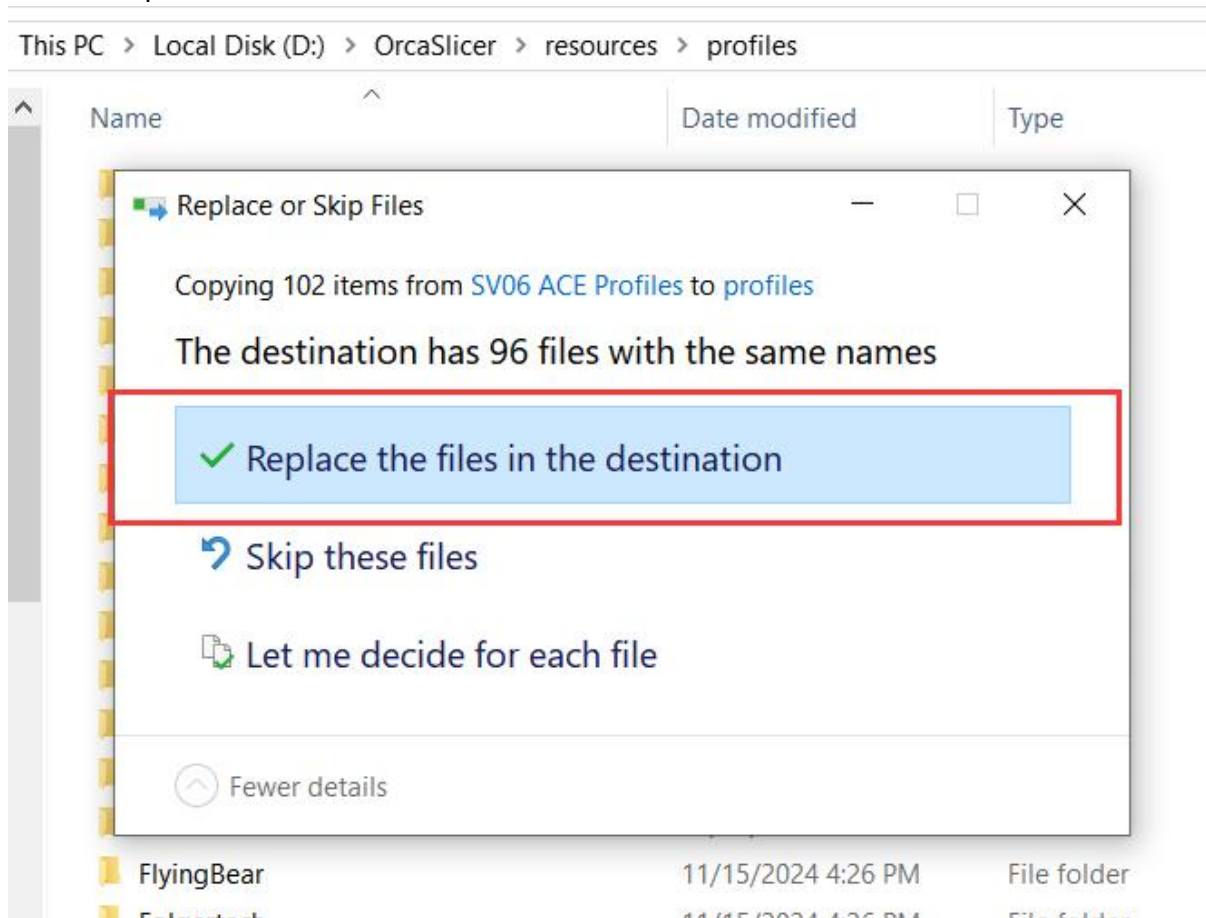 This PC > Local Disk (D:) > OrcaSlicer > resources > profiles
Name Date modified Type
Replace or Skip Files
Copying 102 items from SV06 ACE Profiles to profiles
The destination has 96 files with the same names
Replace the files in the destination
Skip these files
Let me decide for each file
Fewer details
FlyingBear 11/15/2024 4:26 PM File folder